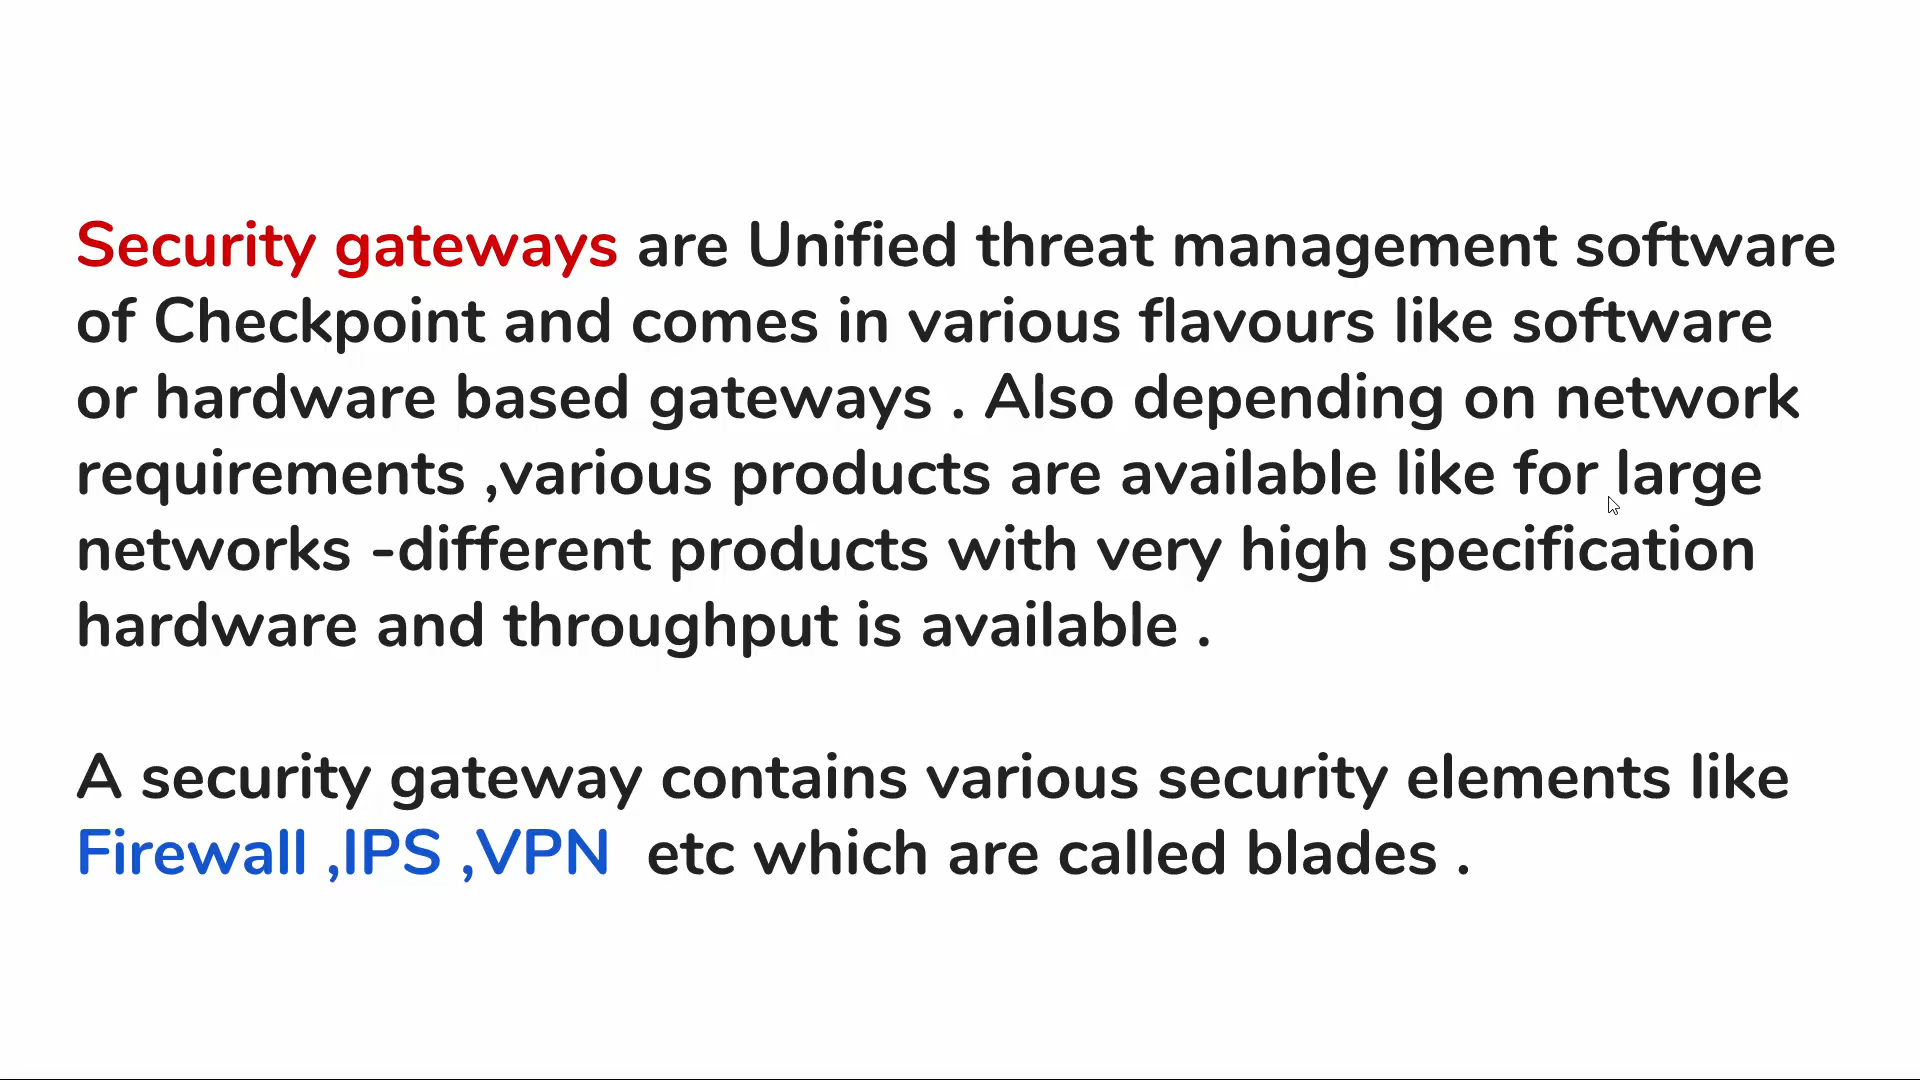 Security gateways are Unified threat management software
of Checkpoint and comes in various flavours like software
or hardware based gateways . Also depending on network
requirements ,various products are available like for large
networks -different products with very high specification
hardware and throughput is available .
A security gateway contains various security elements like
Firewall ,IPS ,VPN  etc which are called blades .